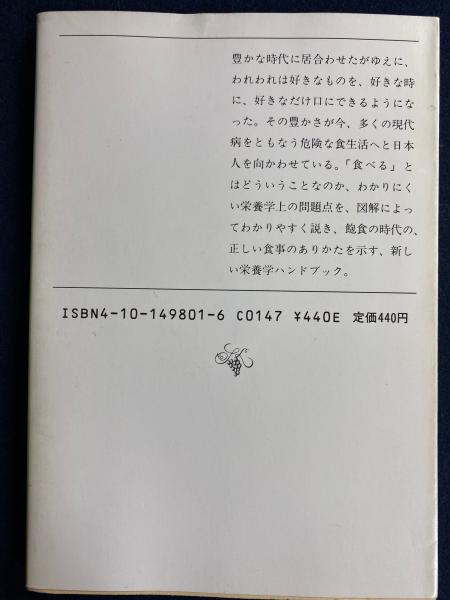 豊かな時代に居合わせたがゆえに、
われわれは好きなものを、好きな時
に、好きなだけ口にできるようにな
った。その豊かさが今、多くの現代
病をともなう危険な食生活へと日本
人を向かわせている。「食べる」と
はどういうことなのか、わかりにく
い栄養学上の問題点を、図解によっ
てわかりやすく説き、飽食の時代の、
正しい食事のありかたを示す、新し
い栄養学ハンドブック。
ISBN4-10-149801-6 C0147 ¥440E 定価440円